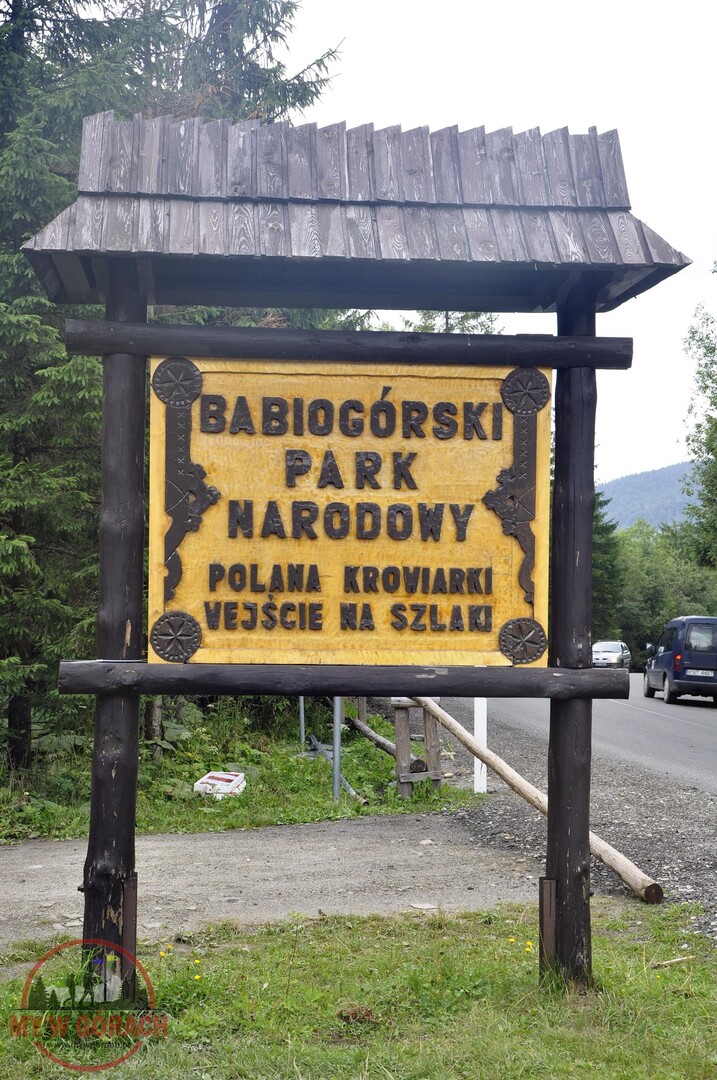 BABIOGÓRSKI
PARK
NARODOWY
POLANA KROWIARKI
WEJŚCIE NA SZLAKI
MY W GÓRACH